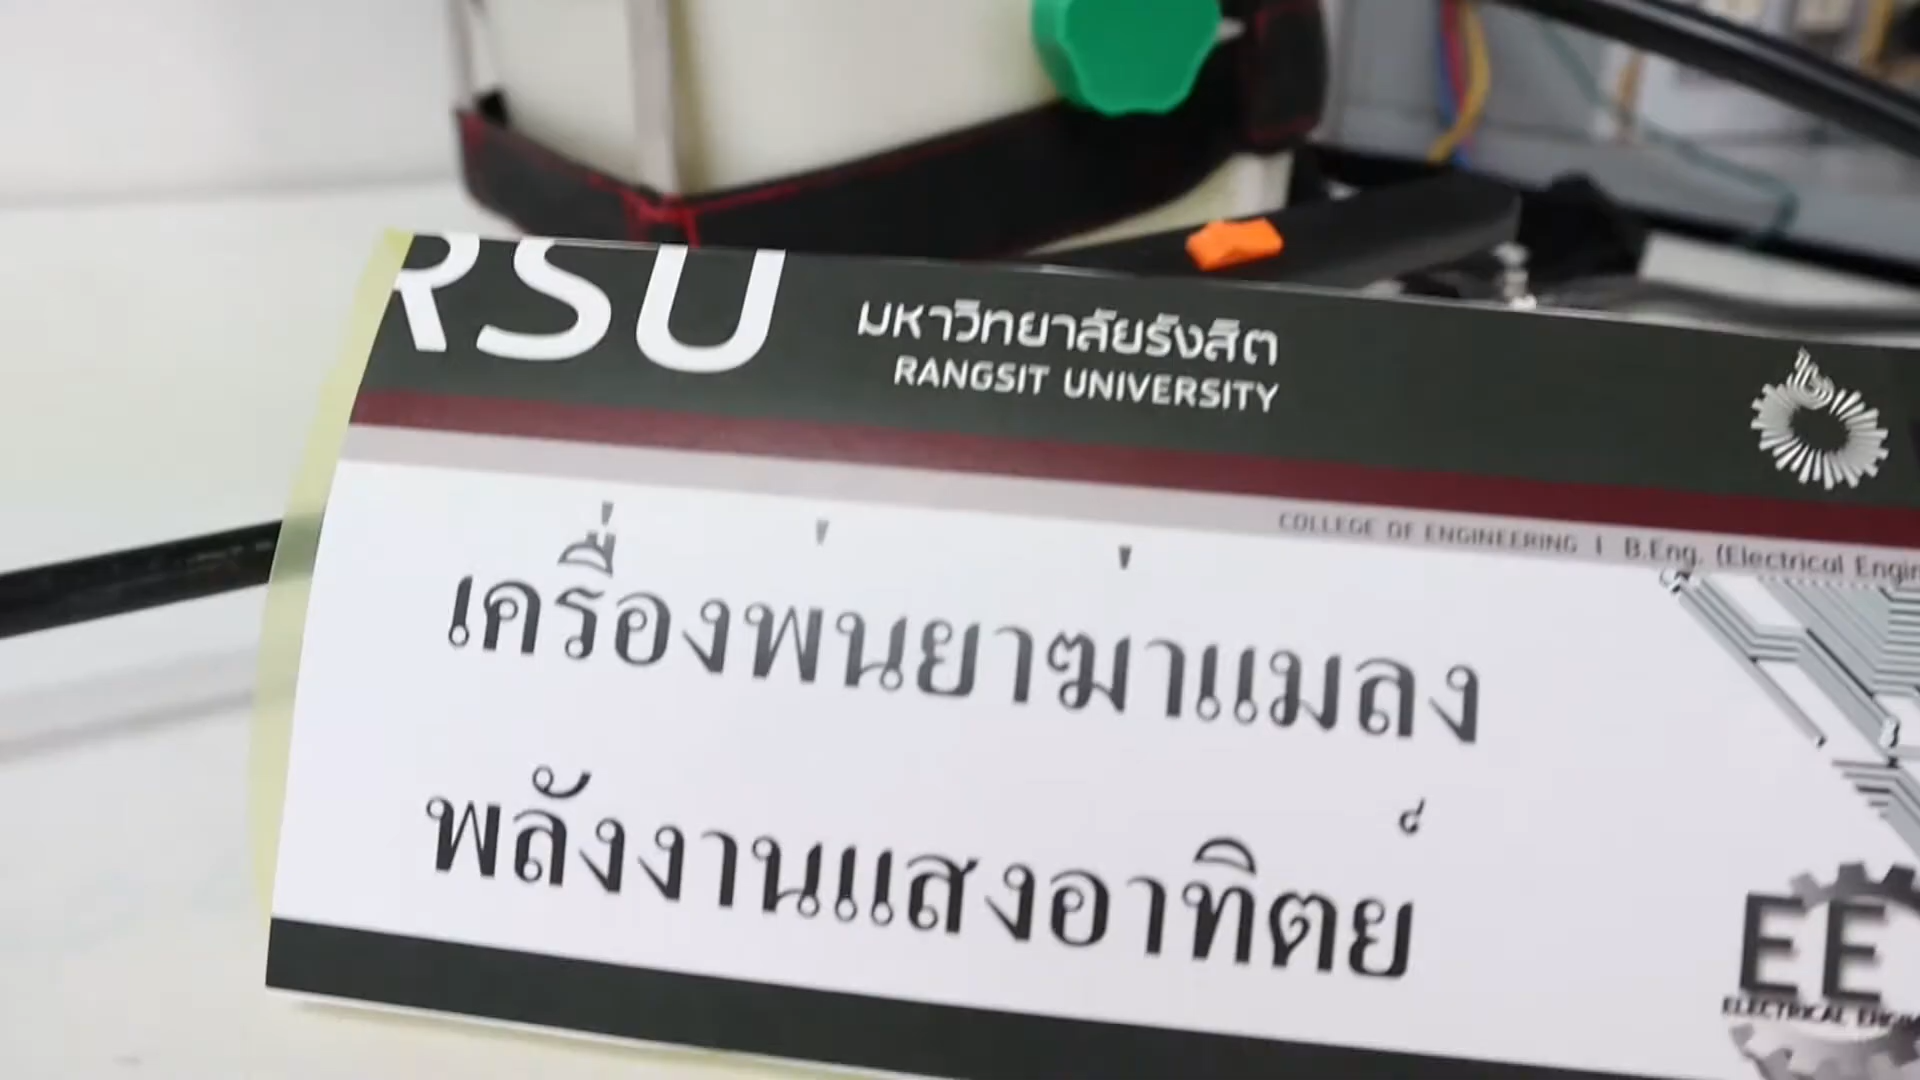 RSU
มหาวิทยาลัยรังสิต
RANGSIT UNIVERSITY
COLLEGE OF ENGINEERING | B.Eng. (Electrical
เครื่องพ่นยาฆ่าแมลง
พลังงานแสงอาทิตย์
EE
ELECTRICAL